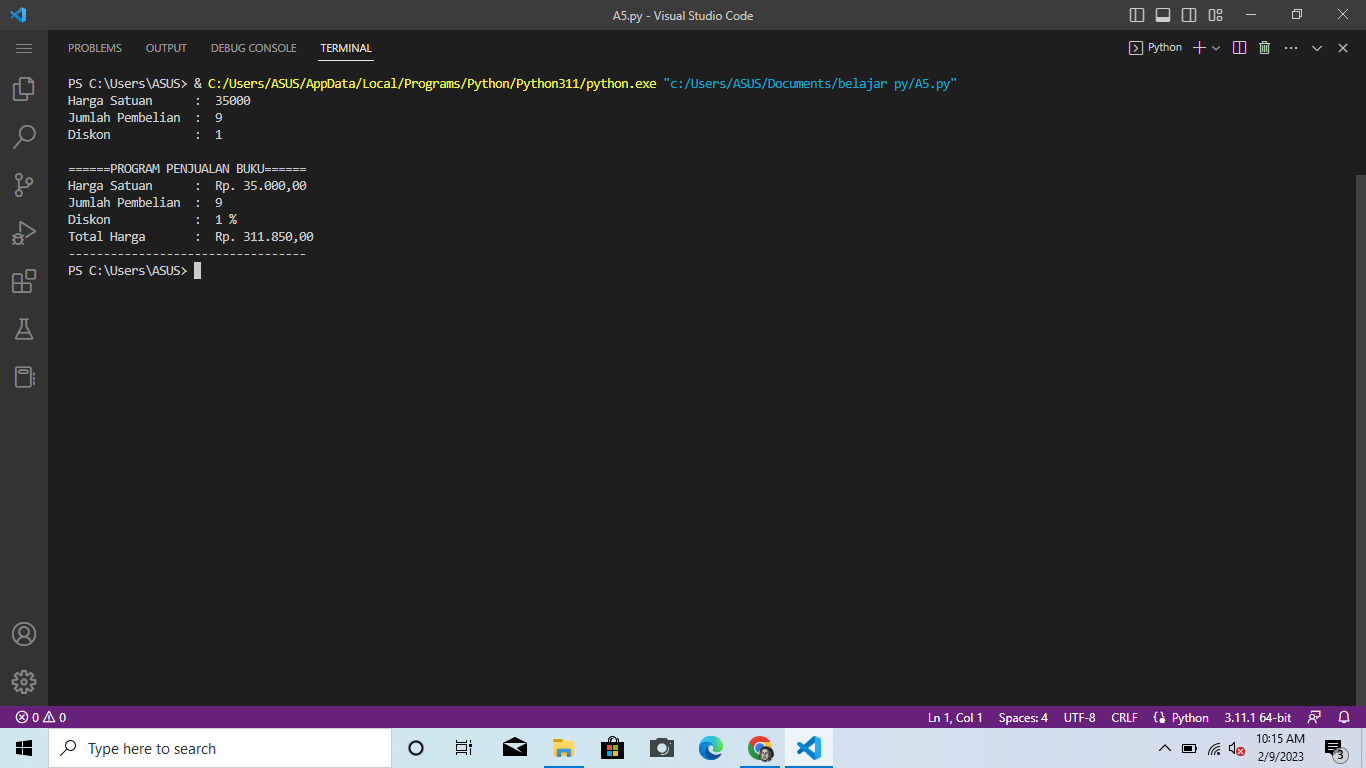 A5.py - Visual Studio Code
PROBLEMS OUTPUT DEBUG CONSOLE TERMINAL Python
PS C:\Users\ASUS> & C:/Users/ASUS/AppData/Local/Programs/Python/Python311/python.exe "c:/Users/ASUS/Documents/belajar py/A5.py"
Harga Satuan : 35000
Jumlah Pembelian : 9
Diskon : 1
======PROGRAM PENJUALAN BUKU======
Harga Satuan : Rp. 35.000,00
Jumlah Pembelian : 9
Diskon : 1 %
Total Harga : Rp. 311.850,00
----------------------------------
PS C:\Users\ASUS>
0 0 Ln 1, Col 1 Spaces: 4 UTF-8 CRLF Python 3.11.1 64-bit
Type here to search
10:15 AM
2/9/2023
3